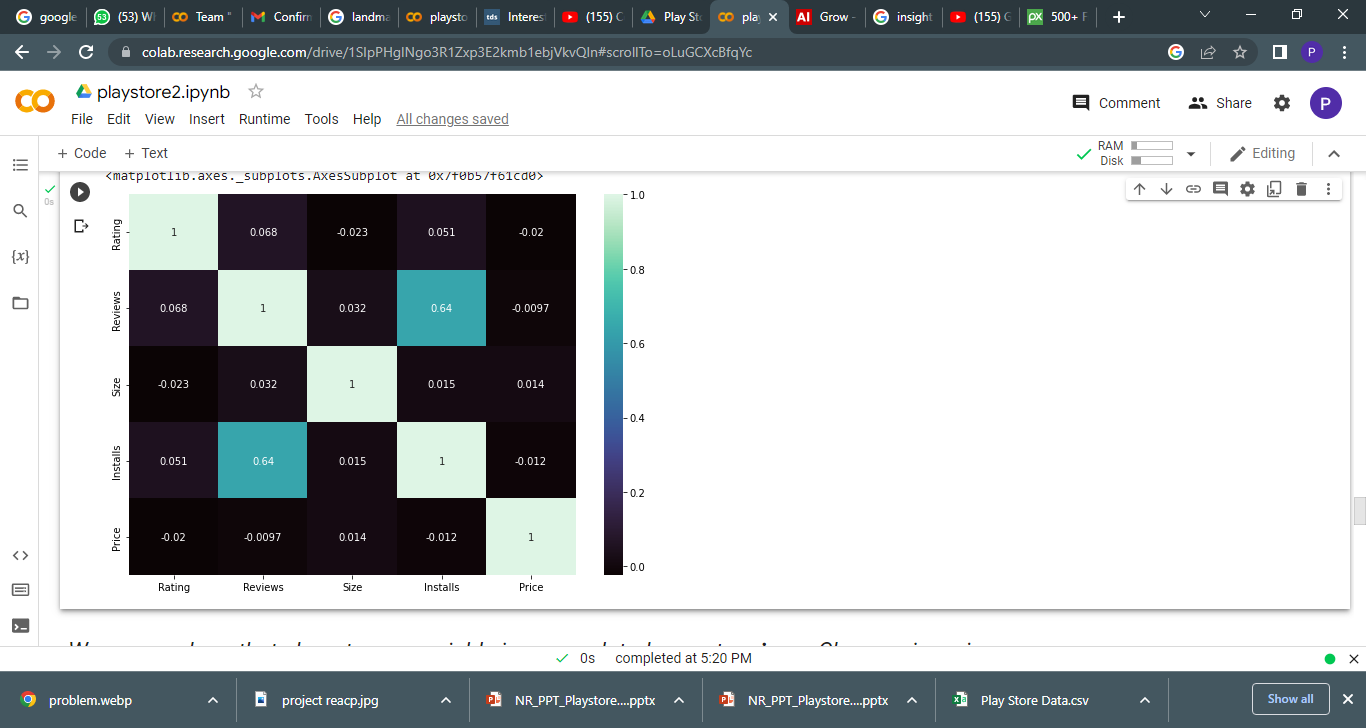 google
(53) W
Team "
Confirm
landma
playsto
tds Interes
(155) C
Play St
play
AI Grow -
insight
(155) G
px 500+ F
colab.research.google.com/drive/1SIpPHglNgo3R1Zxp3E2kmb1ebjVkvQIn#scrollTo=oLuGCXcBfqYc
P
playstore2.ipynb
File Edit View Insert Runtime Tools Help All changes saved
Comment Share P
+ Code + Text
RAM
Disk
Editing
<matplotlib.axes._subplots.AxesSubplot at 0x7f0b57f61cd0>
0s
{x}
Rating 1 0.068 -0.023 0.051 -0.02
Reviews 0.068 1 0.032 0.64 -0.0097
Size -0.023 0.032 1 0.015 0.014
Installs 0.051 0.64 0.015 1 -0.012
Price -0.02 -0.0097 0.014 -0.012 1
Rating Reviews Size Installs Price
1.0
0.8
0.6
0.4
0.2
0.0
0s completed at 5:20 PM
problem.webp
project reacp.jpg
NR_PPT_Playstore....pptx
NR_PPT_Playstore....pptx
Play Store Data.csv
Show all